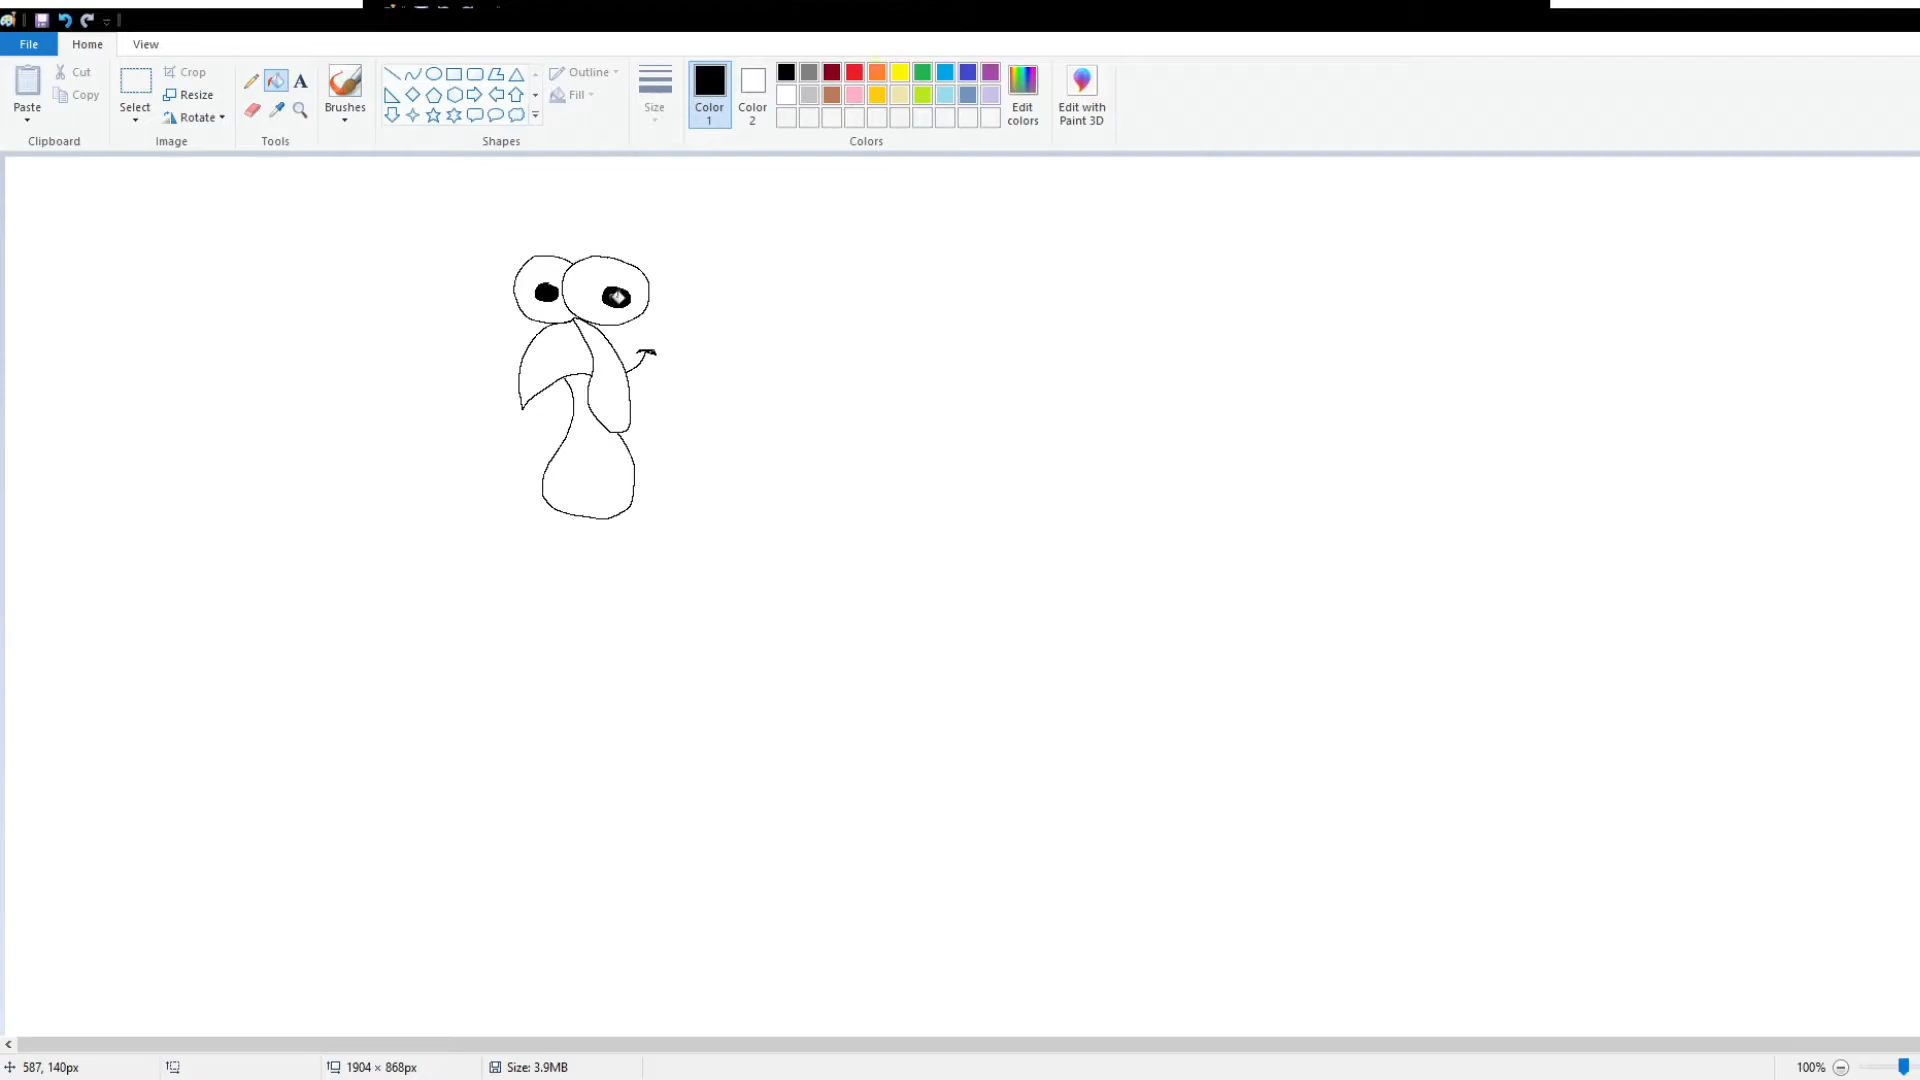 File Home View
Paste Cut Copy Select Crop Resize Rotate A Brushes Outline Fill Size Color 1 Color 2 Edit colors Edit with Paint 3D
Clipboard Image Tools Shapes Colors
587, 140px 1904 × 868px Size: 3.9MB 100%